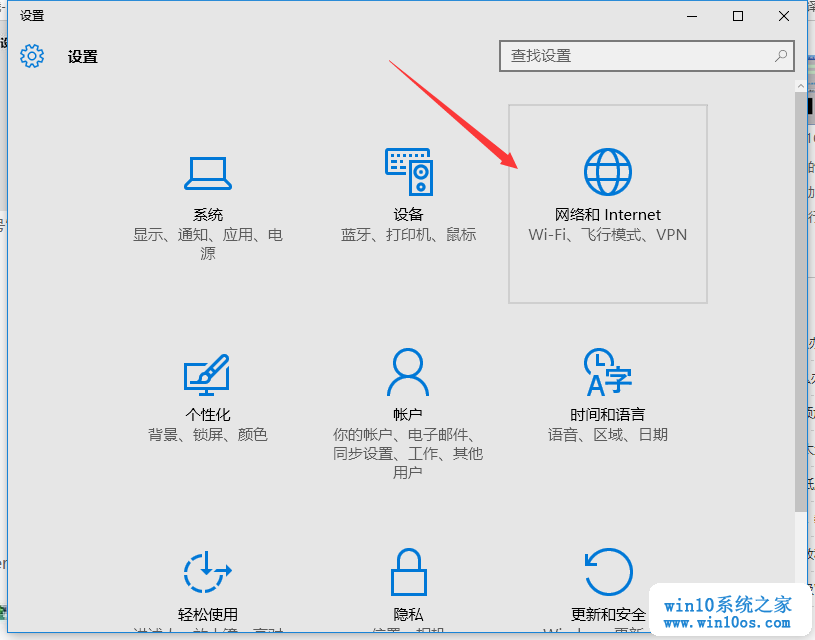 设置
设置
查找设置
系统
显示、通知、应用、电
源
设备
蓝牙、打印机、鼠标
网络和 Internet
Wi-Fi、飞行模式、VPN
个性化
背景、锁屏、颜色
帐户
你的帐户、电子邮件、
同步设置、工作、其他
用户
时间和语言
语音、区域、日期
轻松使用
隐私
更新和安全
win10系统之家
www.win10os.com